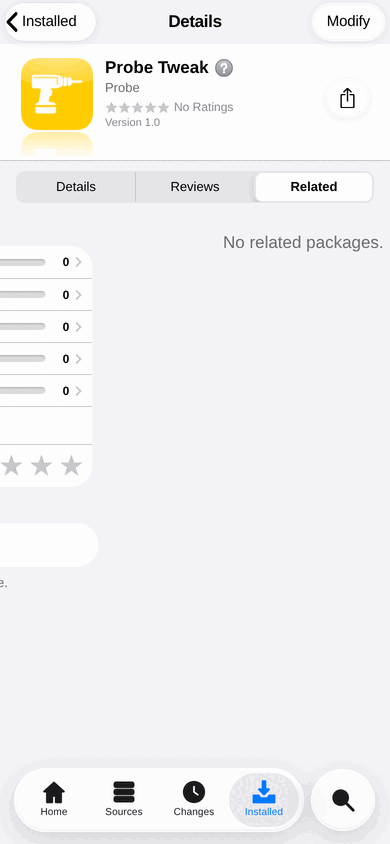 Installed
Details
Modify
Probe Tweak ?
Probe
No Ratings
Version 1.0
Details
Reviews
Related
No related packages.
0
0
0
0
0
e.
Home
Sources
Changes
Installed